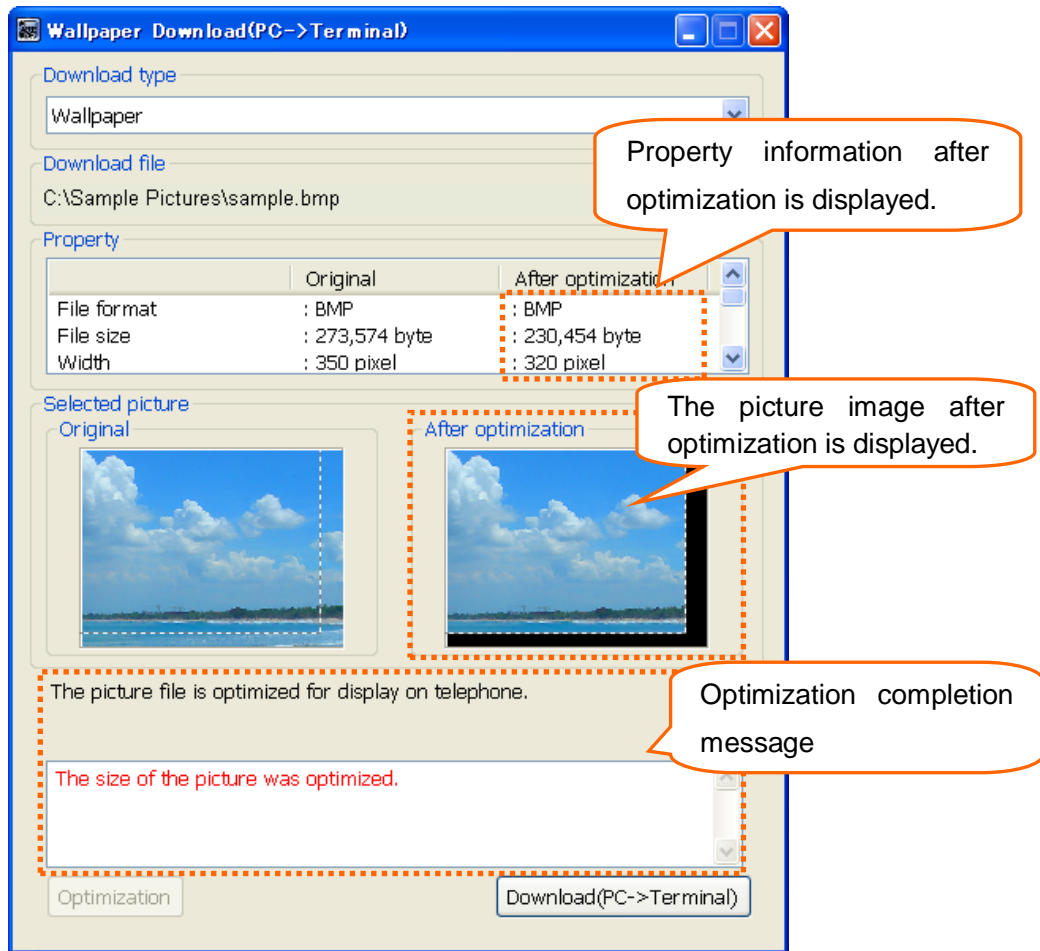 Wallpaper Download(PC->Terminal)
Download type
Wallpaper
Property information after
optimization is displayed.
Download file
C:\Sample Pictures\sample.bmp
Property
Original After optimization
File format : BMP : BMP
File size : 273,574 byte : 230,454 byte
Width : 350 pixel : 320 pixel
The picture image after
optimization is displayed.
Selected picture
Original After optimization
The picture file is optimized for display on telephone.
Optimization completion
message
The size of the picture was optimized.
Optimization Download(PC->Terminal)